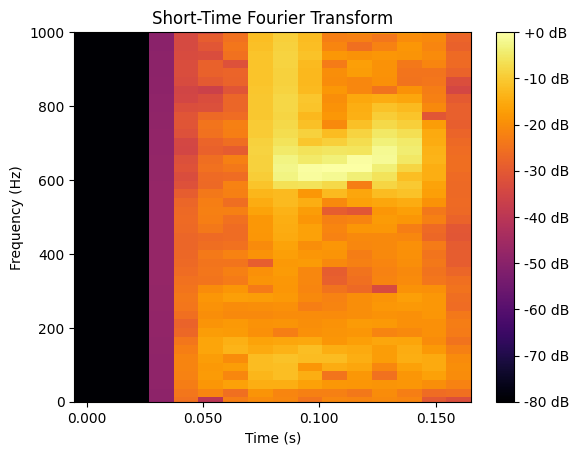 Short-Time Fourier Transform
1000
800
600
400
200
0
Frequency (Hz)
0.000
0.050
0.100
0.150
Time (s)
+0 dB
-10 dB
-20 dB
-30 dB
-40 dB
-50 dB
-60 dB
-70 dB
-80 dB